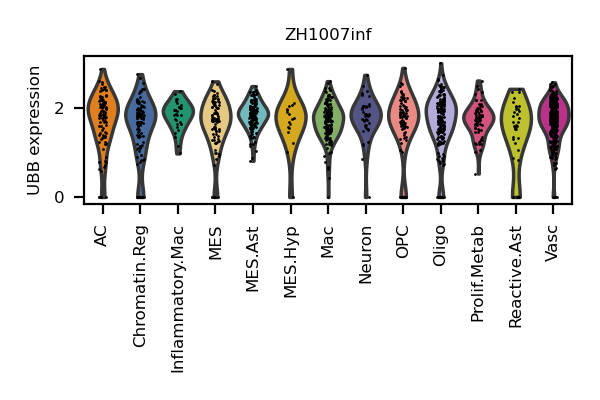 ZH1007inf
UBB expression
2
0
AC
Chromatin.Reg
Inflammatory.Mac
MES
MES.Ast
MES.Hyp
Mac
Neuron
OPC
Oligo
Prolif.Metab
Reactive.Ast
Vasc